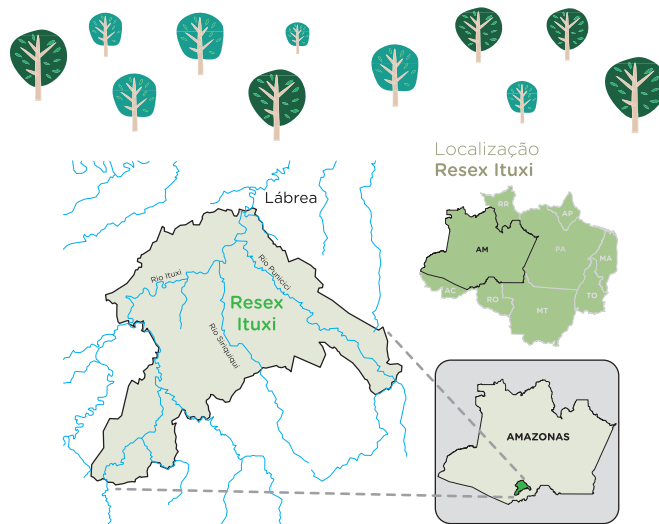 Localização
Resex Ituxi
Lábrea
Rio Ituxi
Rio Punicici
Resex
Ituxi
Rio Siriquiqui
RR
AP
AM
PA
MA
AC
RO
TO
MT
AMAZONAS